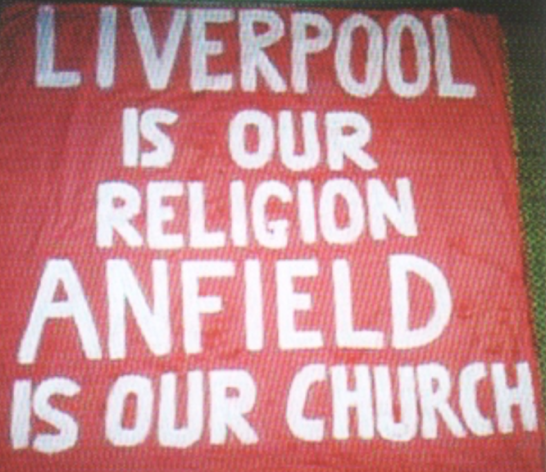 LIVERPOOL
IS OUR
RELIGION
ANFIELD
IS OUR CHURCH